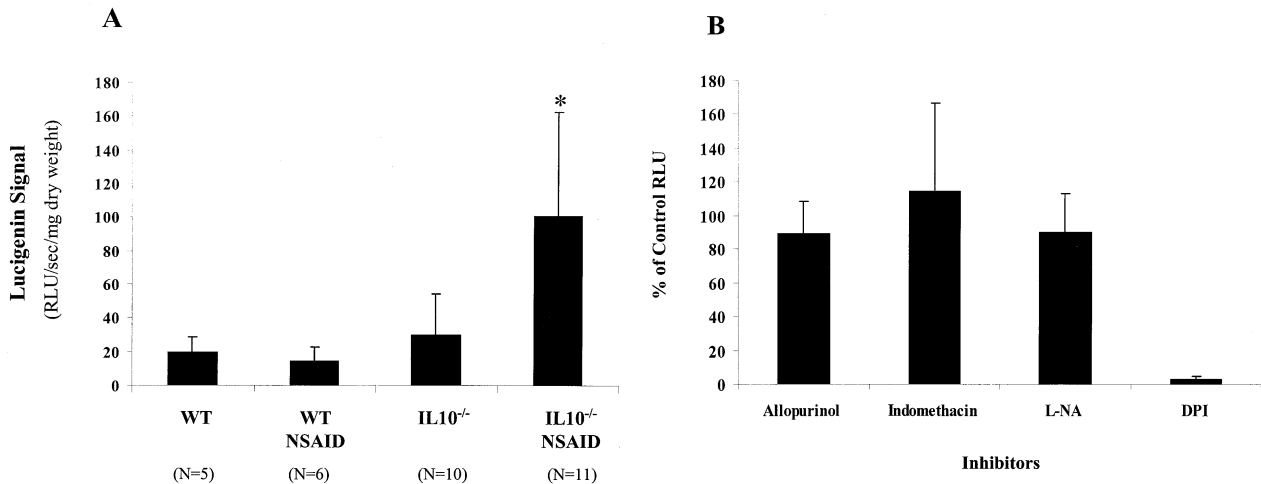 A
Lucigenin Signal
(RLU/sec/mg dry weight)
180
160
140
120
100
80
60
40
20
0
*
WT
WT
NSAID
IL10-/-
IL10-/-
NSAID
(N=5)
(N=6)
(N=10)
(N=11)
B
% of Control RLU
180
160
140
120
100
80
60
40
20
0
Allopurinol
Indomethacin
L-NA
DPI
Inhibitors